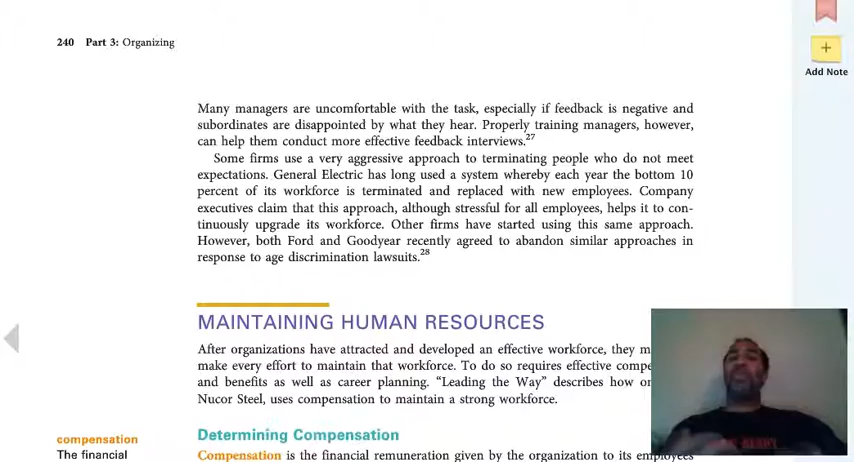 240 Part 3: Organizing
Add Note
Many managers are uncomfortable with the task, especially if feedback is negative and
subordinates are disappointed by what they hear. Properly training managers, however,
can help them conduct more effective feedback interviews.27
Some firms use a very aggressive approach to terminating people who do not meet
expectations. General Electric has long used a system whereby each year the bottom 10
percent of its workforce is terminated and replaced with new employees. Company
executives claim that this approach, although stressful for all employees, helps it to con-
tinuously upgrade its workforce. Other firms have started using this same approach.
However, both Ford and Goodyear recently agreed to abandon similar approaches in
response to age discrimination lawsuits.28
MAINTAINING HUMAN RESOURCES
After organizations have attracted and developed an effective workforce, they
make every effort to maintain that workforce. To do so requires effective
and benefits as well as career planning. "Leading the Way" describes how
Nucor Steel, uses compensation to maintain a strong workforce.
Determining Compensation
compensation
The financial
Compensation is the financial remuneration given by the organization to its employees